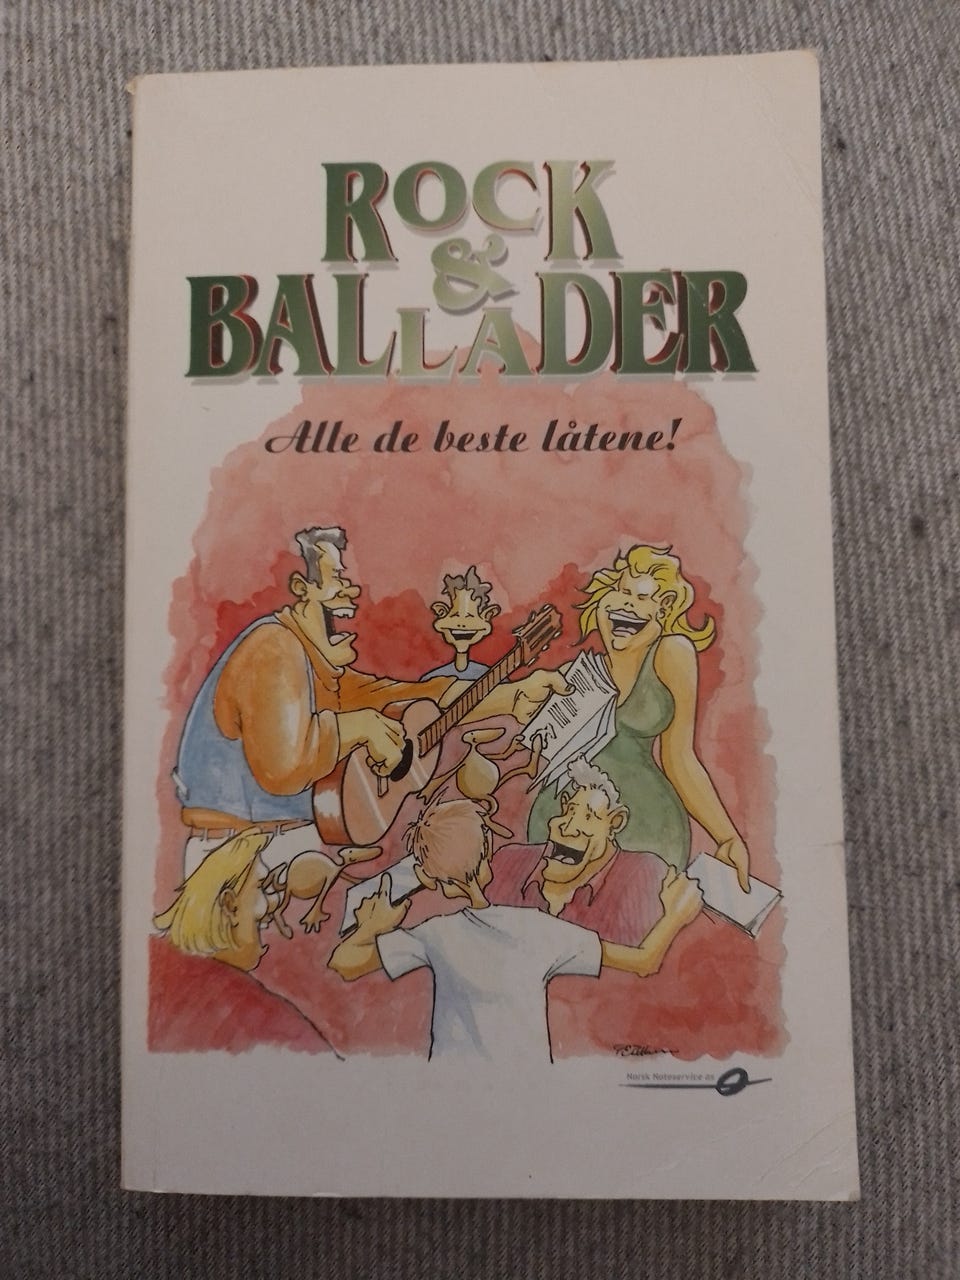 ROCK
&
BALLADER
Alle de beste låtene!
Norsk Noteservice as